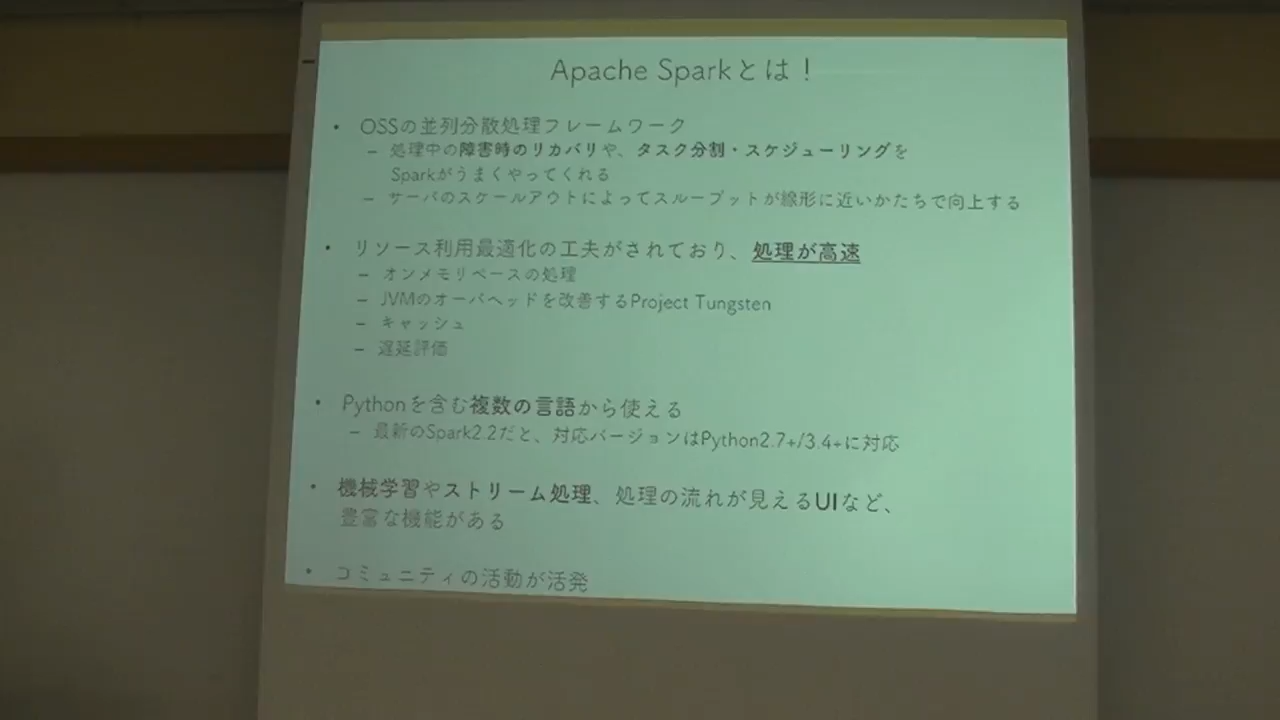 Apache Sparkとは!
• OSSの並列分散処理フレームワーク
– 処理中の障害時のリカバリや、タスク分割・スケジューリングを
Sparkがうまくやってくれる
– サーバのスケールアウトによってスループットが線形に近いかたちで向上する
• リソース利用最適化の工夫がされており、処理が高速
– オンメモリベースの処理
– JVMのオーバヘッドを改善するProject Tungsten
– キャッシュ
– 遅延評価
• Pythonを含む複数の言語から使える
– 最新のSpark2.2だと、対応バージョンはPython2.7+/3.4+に対応
• 機械学習やストリーム処理、処理の流れが見えるUIなど、
豊富な機能がある
• コミュニティの活動が活発